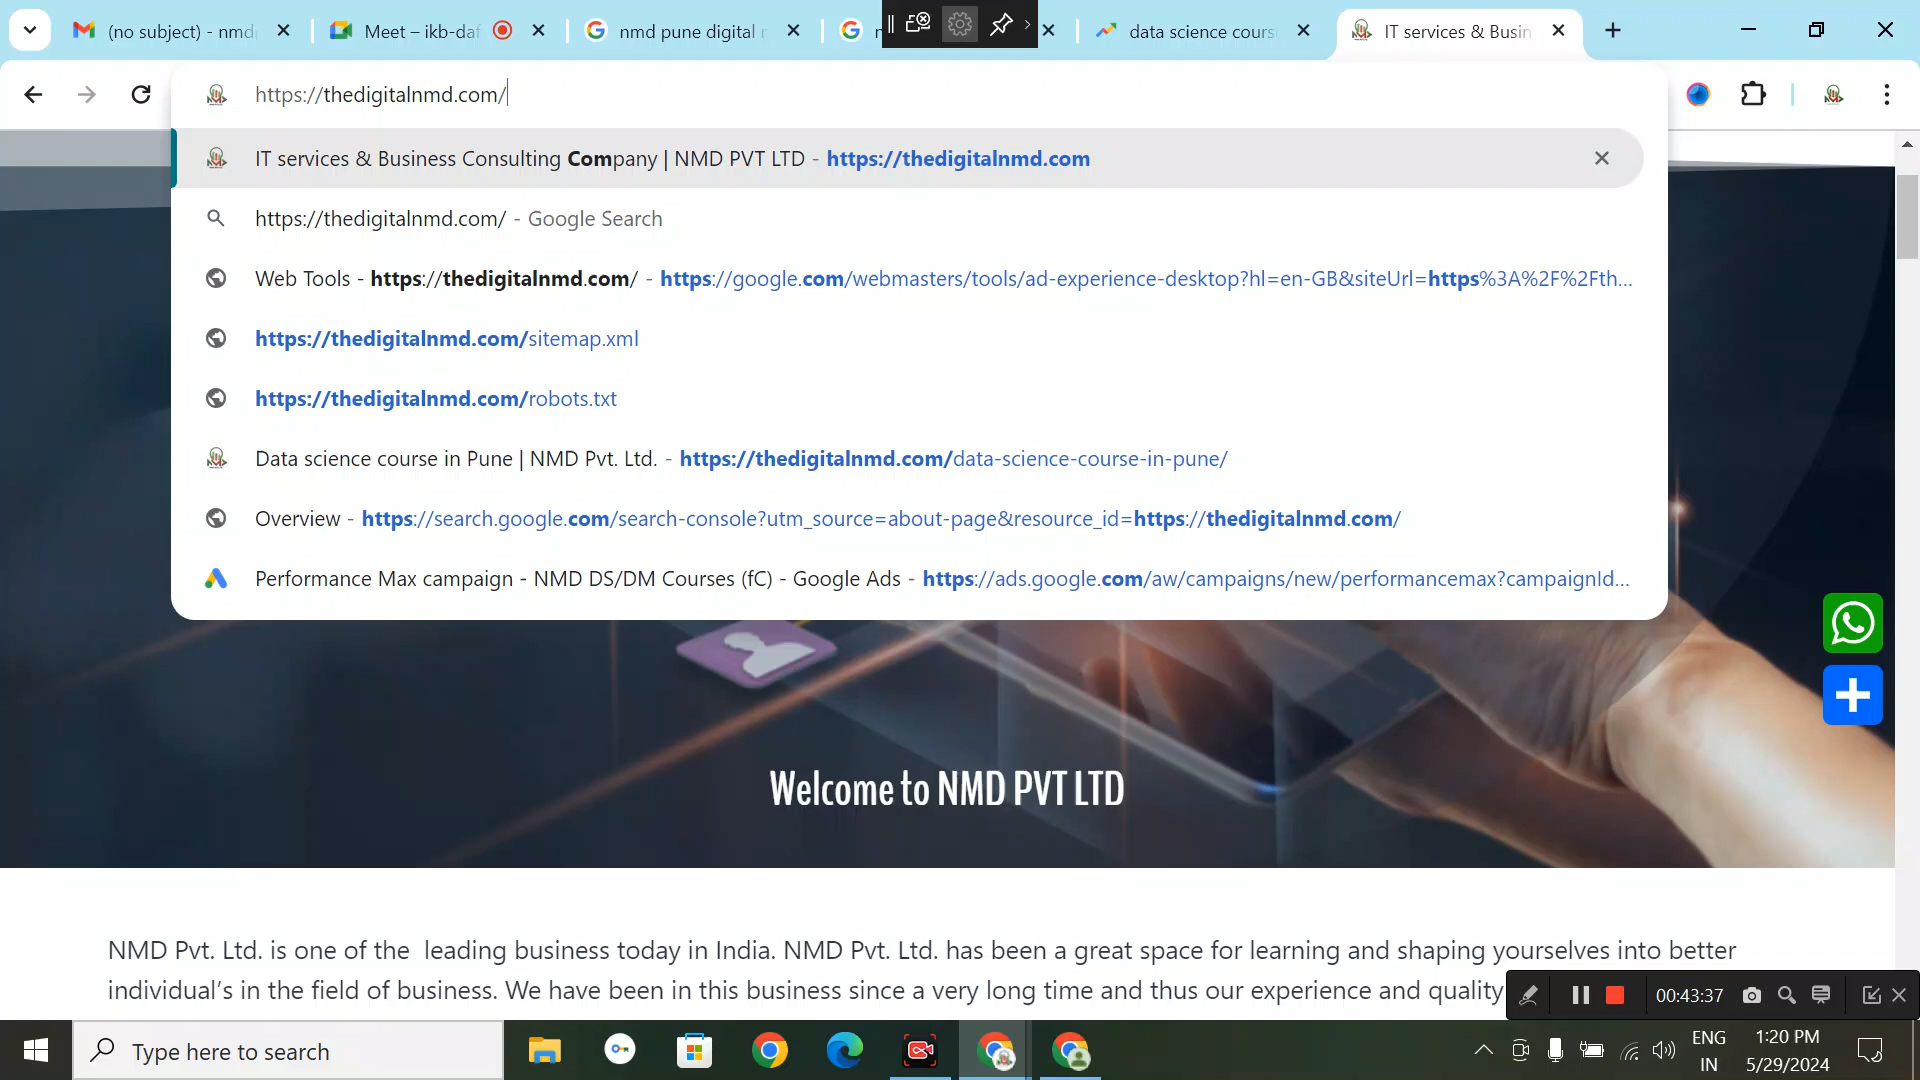 (no subject) - nmd
Meet – ikb-daf
nmd pune digital
data science cours
IT services & Busin
https://thedigitalnmd.com/
IT services & Business Consulting Company | NMD PVT LTD - https://thedigitalnmd.com
https://thedigitalnmd.com/ - Google Search
Web Tools - https://thedigitalnmd.com/ - https://google.com/webmasters/tools/ad-experience-desktop?hl=en-GB&siteUrl=https%3A%2F%2Fth...
https://thedigitalnmd.com/sitemap.xml
https://thedigitalnmd.com/robots.txt
Data science course in Pune | NMD Pvt. Ltd. - https://thedigitalnmd.com/data-science-course-in-pune/
Overview - https://search.google.com/search-console?utm_source=about-page&resource_id=https://thedigitalnmd.com/
Performance Max campaign - NMD DS/DM Courses (fC) - Google Ads - https://ads.google.com/aw/campaigns/new/performancemax?campaignId...
Welcome to NMD PVT LTD
NMD Pvt. Ltd. is one of the leading business today in India. NMD Pvt. Ltd. has been a great space for learning and shaping yourselves into better
individual's in the field of business. We have been in this business since a very long time and thus our experience and quality
00:43:37
Type here to search
ENG
IN
1:20 PM
5/29/2024